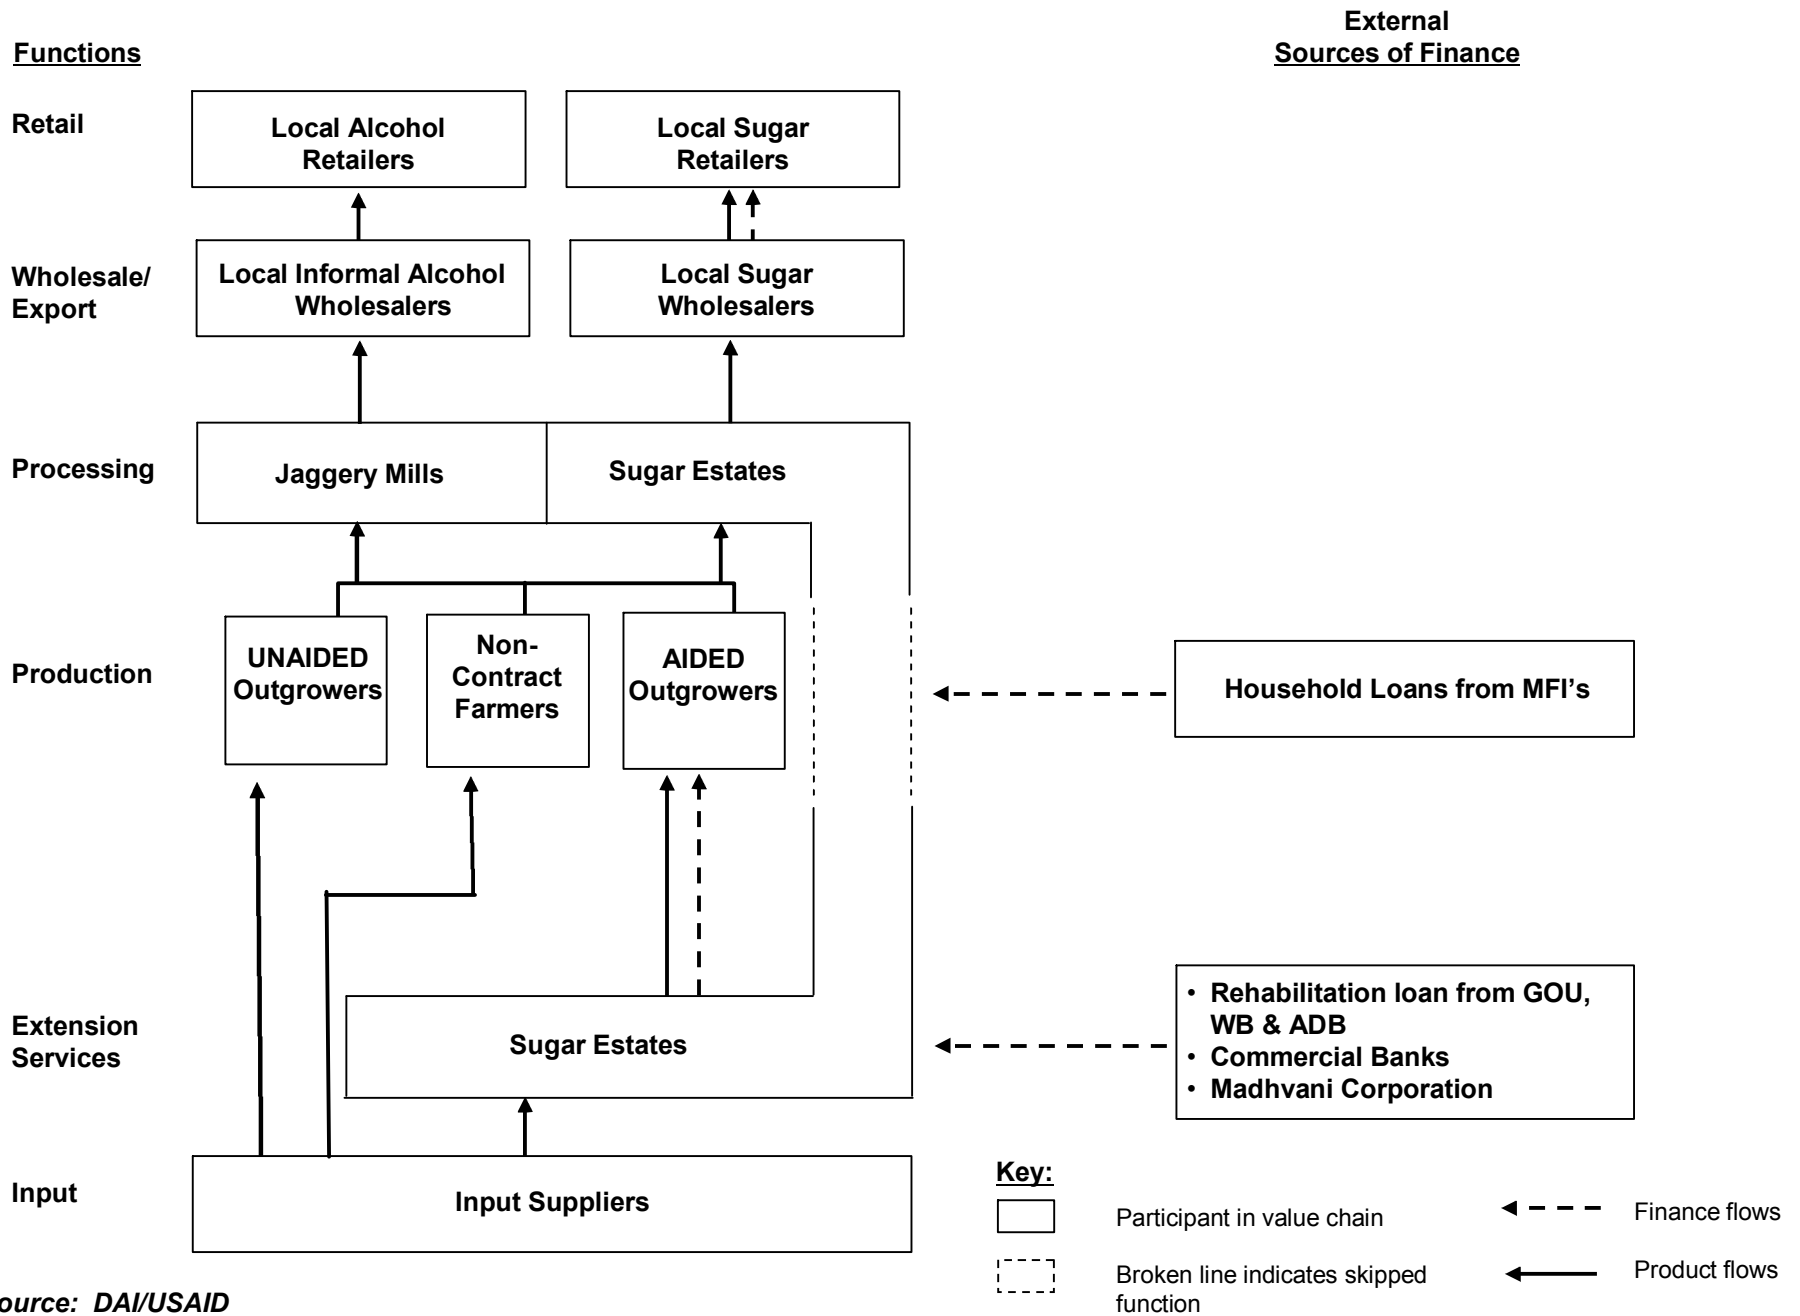 External
Sources of Finance
Functions
Retail
Local Alcohol
Retailers
Local Sugar
Retailers
Wholesale/
Export
Local Informal Alcohol
Wholesalers
Local Sugar
Wholesalers
Processing
Jaggery Mills
Sugar Estates
Production
UNAIDED
Outgrowers
Non-
Contract
Farmers
AIDED
Outgrowers
Household Loans from MFI's
Extension
Services
Sugar Estates
• Rehabilitation loan from GOU,
WB & ADB
• Commercial Banks
• Madhvani Corporation
Input
Input Suppliers
Key:
Participant in value chain
Finance flows
Broken line indicates skipped
function
Product flows
ource: DAI/USAID